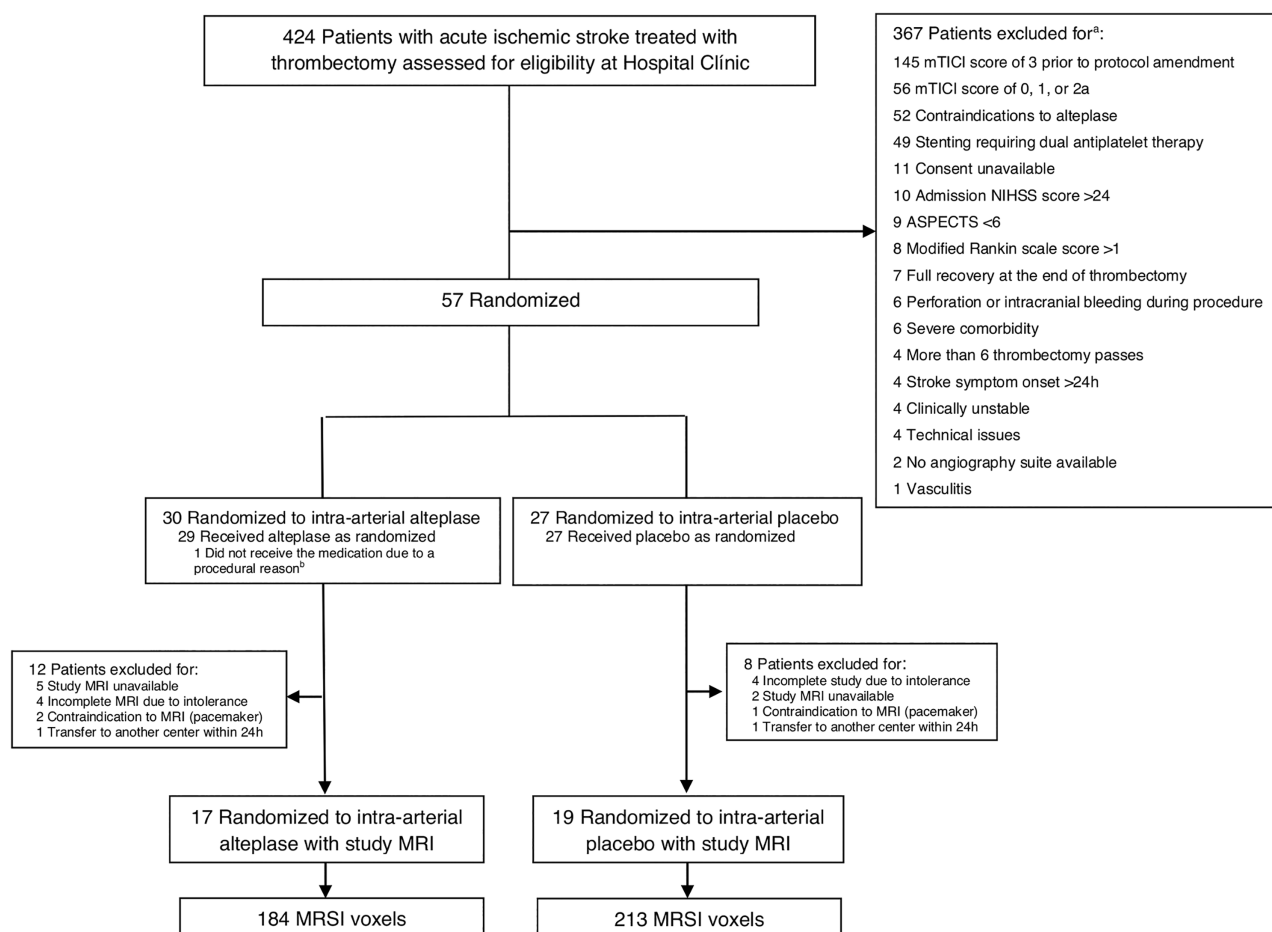 424 Patients with acute ischemic stroke treated with
thrombectomy assessed for eligibility at Hospital Clínic
367 Patients excluded forᵃ:
145 mTICI score of 3 prior to protocol amendment
56 mTICI score of 0, 1, or 2a
52 Contraindications to alteplase
49 Stenting requiring dual antiplatelet therapy
11 Consent unavailable
10 Admission NIHSS score >24
9 ASPECTS <6
8 Modified Rankin scale score >1
7 Full recovery at the end of thrombectomy
6 Perforation or intracranial bleeding during procedure
6 Severe comorbidity
4 More than 6 thrombectomy passes
4 Stroke symptom onset >24h
4 Clinically unstable
4 Technical issues
2 No angiography suite available
1 Vasculitis
57 Randomized
30 Randomized to intra-arterial alteplase
29 Received alteplase as randomized
1 Did not receive the medication due to a
procedural reasonᵇ
27 Randomized to intra-arterial placebo
27 Received placebo as randomized
12 Patients excluded for:
5 Study MRI unavailable
4 Incomplete MRI due to intolerance
2 Contraindication to MRI (pacemaker)
1 Transfer to another center within 24h
8 Patients excluded for:
4 Incomplete study due to intolerance
2 Study MRI unavailable
1 Contraindication to MRI (pacemaker)
1 Transfer to another center within 24h
17 Randomized to intra-arterial
alteplase with study MRI
19 Randomized to intra-arterial
placebo with study MRI
184 MRSI voxels
213 MRSI voxels